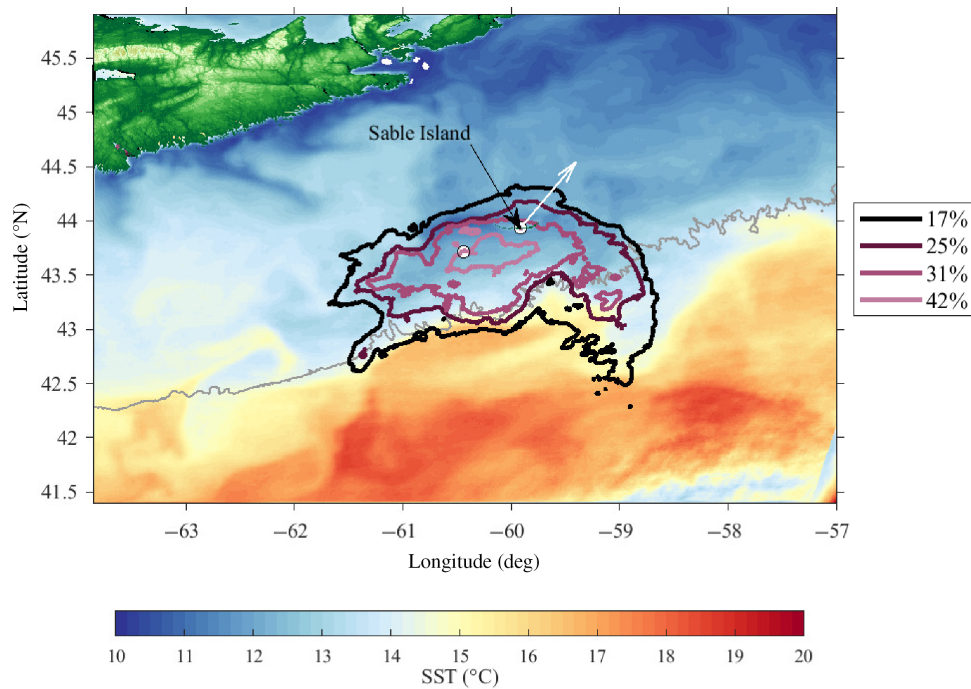 45.5
45
44.5
44
43.5
43
42.5
42
41.5
Latitude (°N)
Sable Island
17%
25%
31%
42%
−63 −62 −61 −60 −59 −58 −57
Longitude (deg)
10 11 12 13 14 15 16 17 18 19 20
SST (°C)